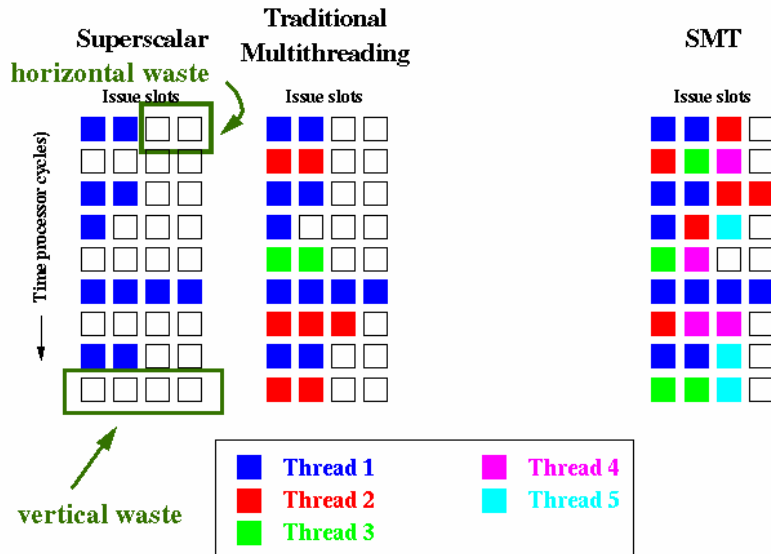 Superscalar
horizontal waste
Traditional
Multithreading
SMT
Issue slots
Issue slots
Issue slots
Time processor cycles)
vertical waste
Thread 1
Thread 2
Thread 3
Thread 4
Thread 5